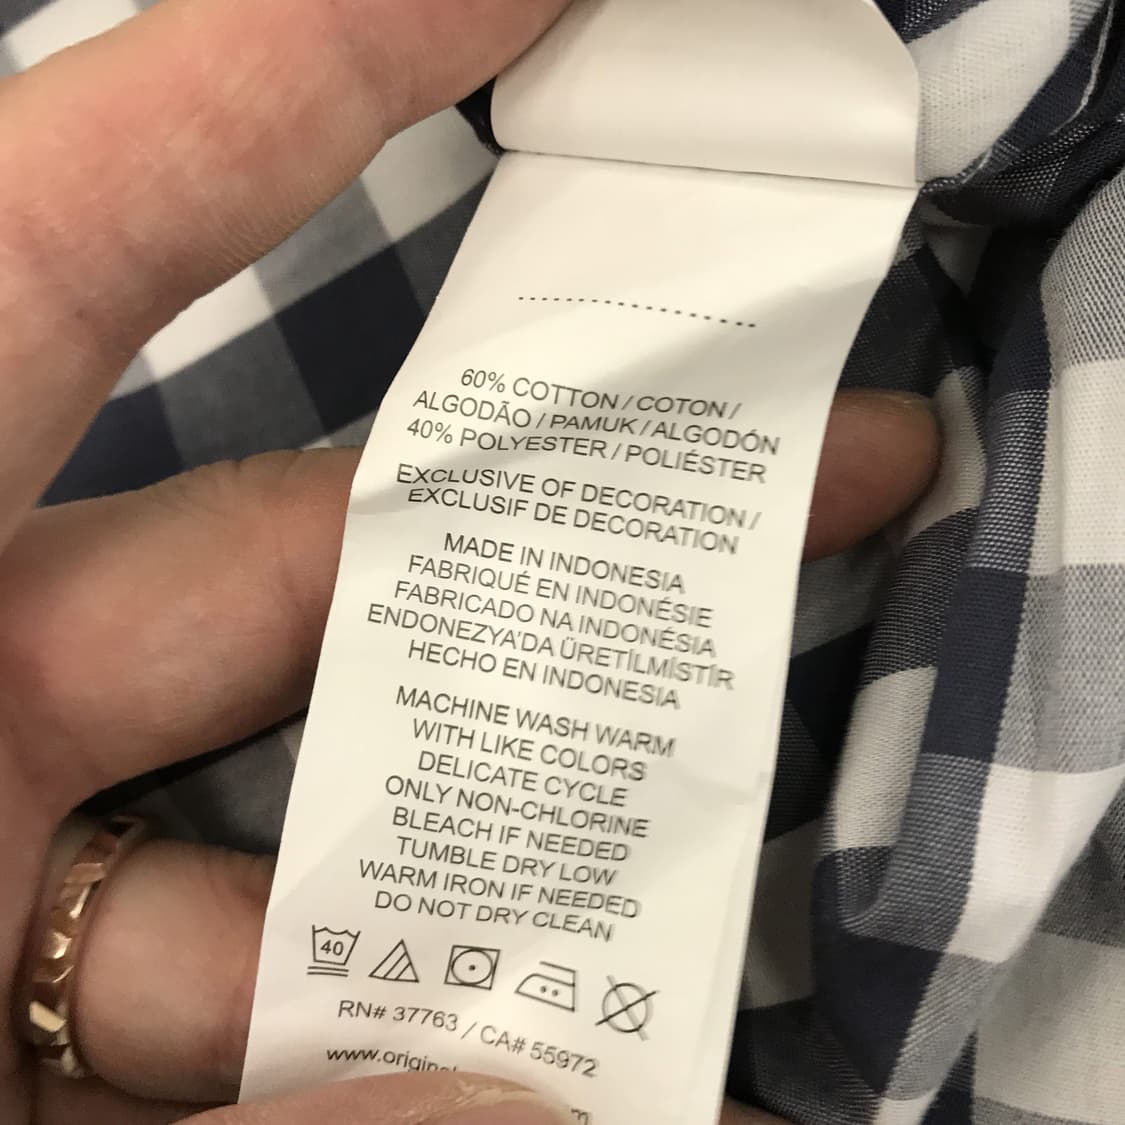 60% COTTON / COTON /
ALGODÃO / PAMUK / ALGODÓN
40% POLYESTER / POLIÉSTER
EXCLUSIVE OF DECORATION /
EXCLUSIF DE DECORATION
MADE IN INDONESIA
FABRIQUÉ EN INDONÉSIE
FABRICADO NA INDONÉSIA
ENDONEZYA'DA ÜRETİLMİSTİR
HECHO EN INDONESIA
MACHINE WASH WARM
WITH LIKE COLORS
DELICATE CYCLE
ONLY NON-CHLORINE
BLEACH IF NEEDED
TUMBLE DRY LOW
WARM IRON IF NEEDED
DO NOT DRY CLEAN
40
RN# 37763 / CA# 55972